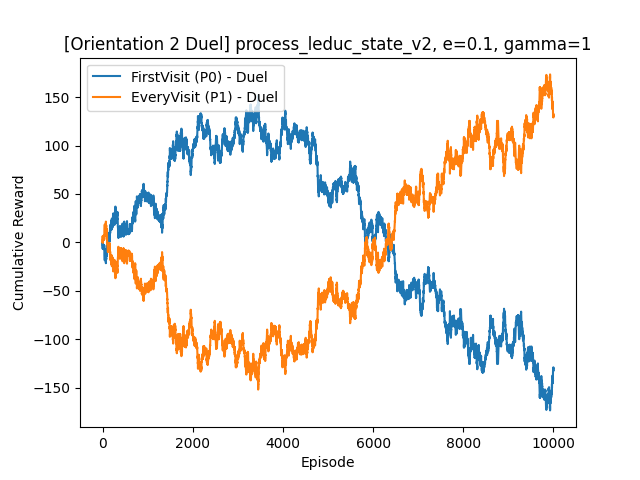 [Orientation 2 Duel] process_leduc_state_v2, e=0.1, gamma=1
FirstVisit (P0) - Duel
EveryVisit (P1) - Duel
150
100
50
0
−50
−100
−150
Cumulative Reward
0 2000 4000 6000 8000 10000
Episode